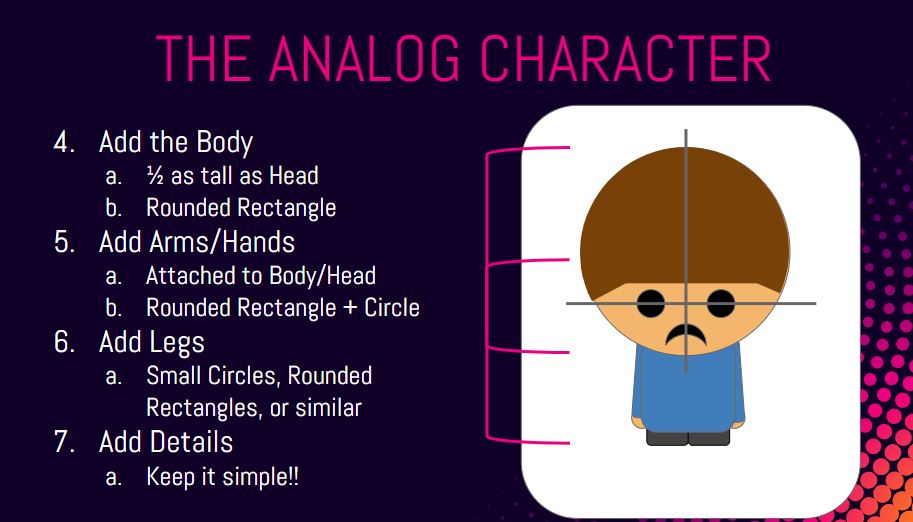 THE ANALOG CHARACTER
4. Add the Body
a. ½ as tall as Head
b. Rounded Rectangle
5. Add Arms/Hands
a. Attached to Body/Head
b. Rounded Rectangle + Circle
6. Add Legs
a. Small Circles, Rounded
Rectangles, or similar
7. Add Details
a. Keep it simple!!